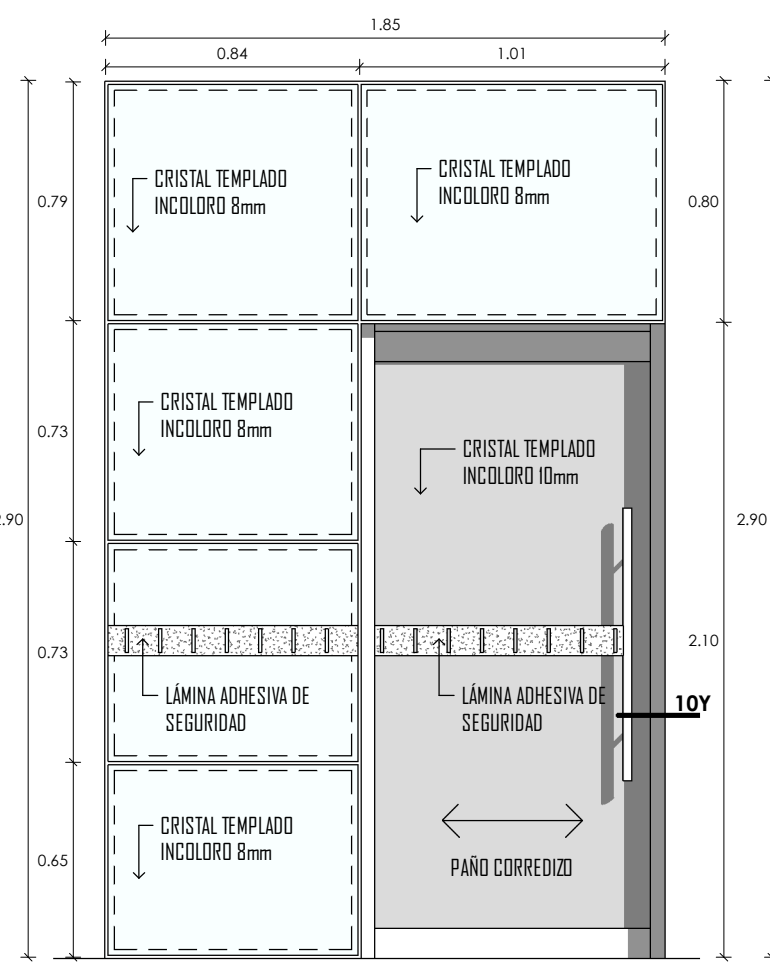 1.85
0.84
1.01
CRISTAL TEMPLADO
INCOLORO 8mm
CRISTAL TEMPLADO
INCOLORO 8mm
0.79
0.80
CRISTAL TEMPLADO
INCOLORO 8mm
0.73
CRISTAL TEMPLADO
INCOLORO 10mm
2.90
2.90
0.73
2.10
LÁMINA ADHESIVA DE
SEGURIDAD
LÁMINA ADHESIVA DE
SEGURIDAD
10Y
CRISTAL TEMPLADO
INCOLORO 8mm
0.65
PAÑO CORREDIZO